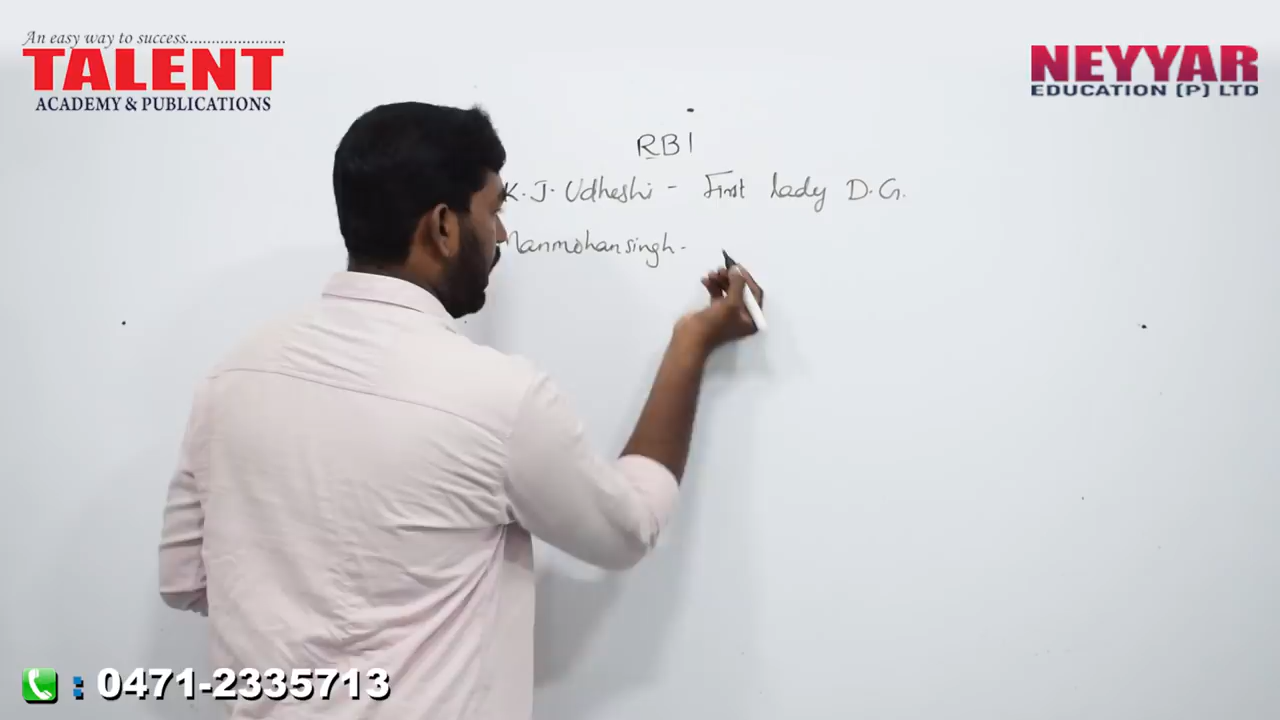 An easy way to success.......................
TALENT
ACADEMY & PUBLICATIONS
NEYYAR
EDUCATION (P) LTD
RBI
K. J. Udheshi - First lady D.G.
Manmohansingh -
: 0471-2335713